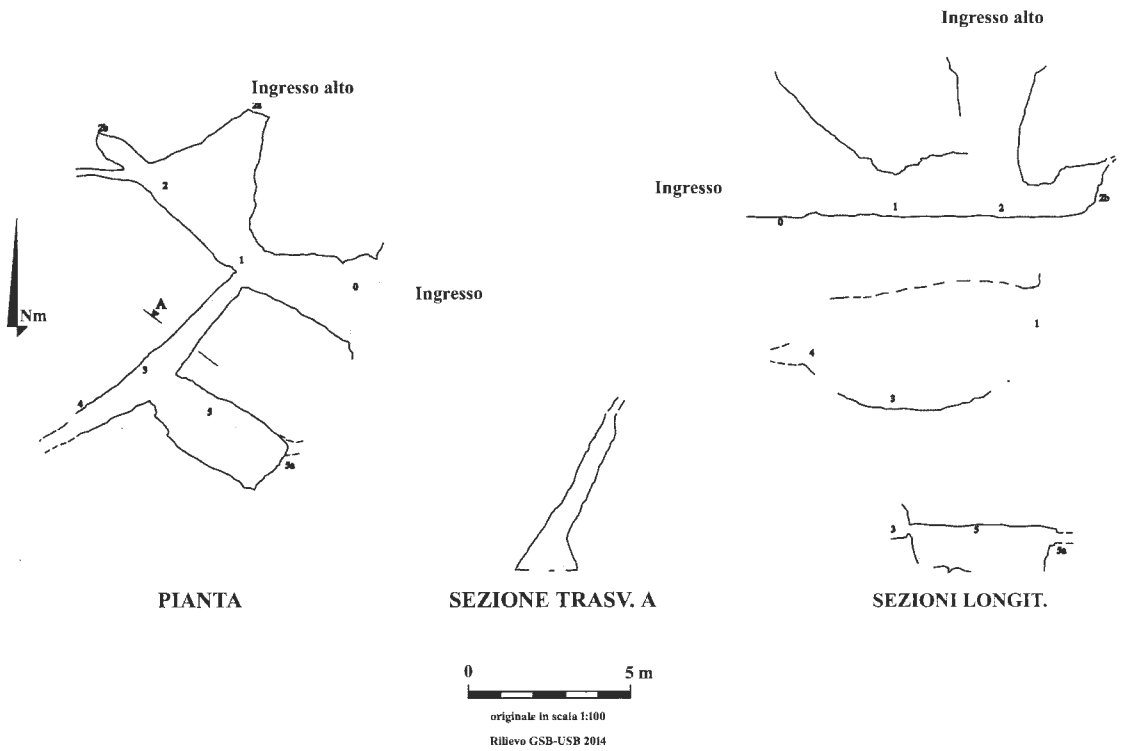 Ingresso alto
2a
2b
2
1
0
Ingresso
A
Nm
3
4
5
5a
PIANTA
SEZIONE TRASV. A
Ingresso alto
Ingresso
0
1
2
2b
1
4
3
3
5
5a
SEZIONI LONGIT.
0
5 m
originale in scala 1:100
Rilievo GSB-USB 2014